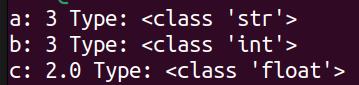 a: 3 Type: <class 'str'>
b: 3 Type: <class 'int'>
c: 2.0 Type: <class 'float'>